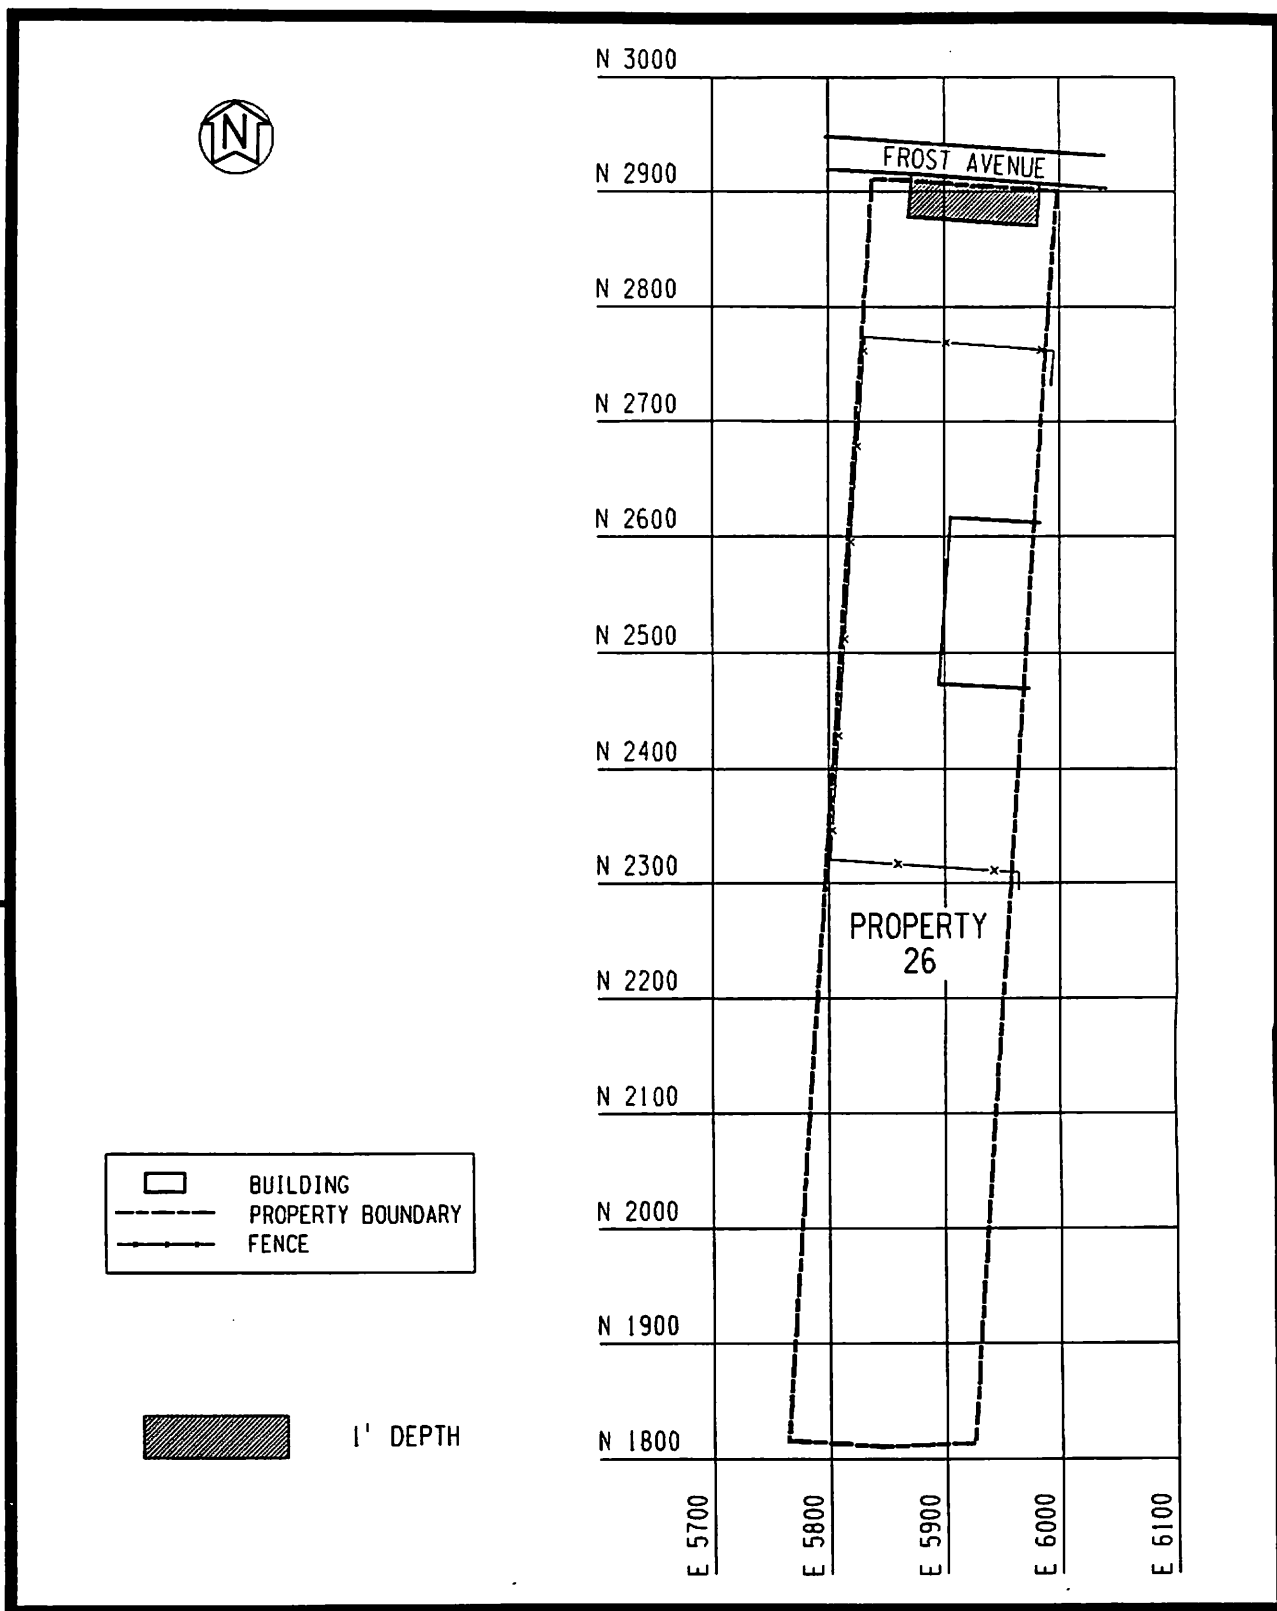 N 3000
N
FROST AVENUE
N 2900
N 2800
N 2700
N 2600
N 2500
N 2400
N 2300
PROPERTY
26
N 2200
N 2100
BUILDING
PROPERTY BOUNDARY
FENCE
N 2000
N 1900
1' DEPTH
N 1800
E 5700
E 5800
E 5900
E 6000
E 6100